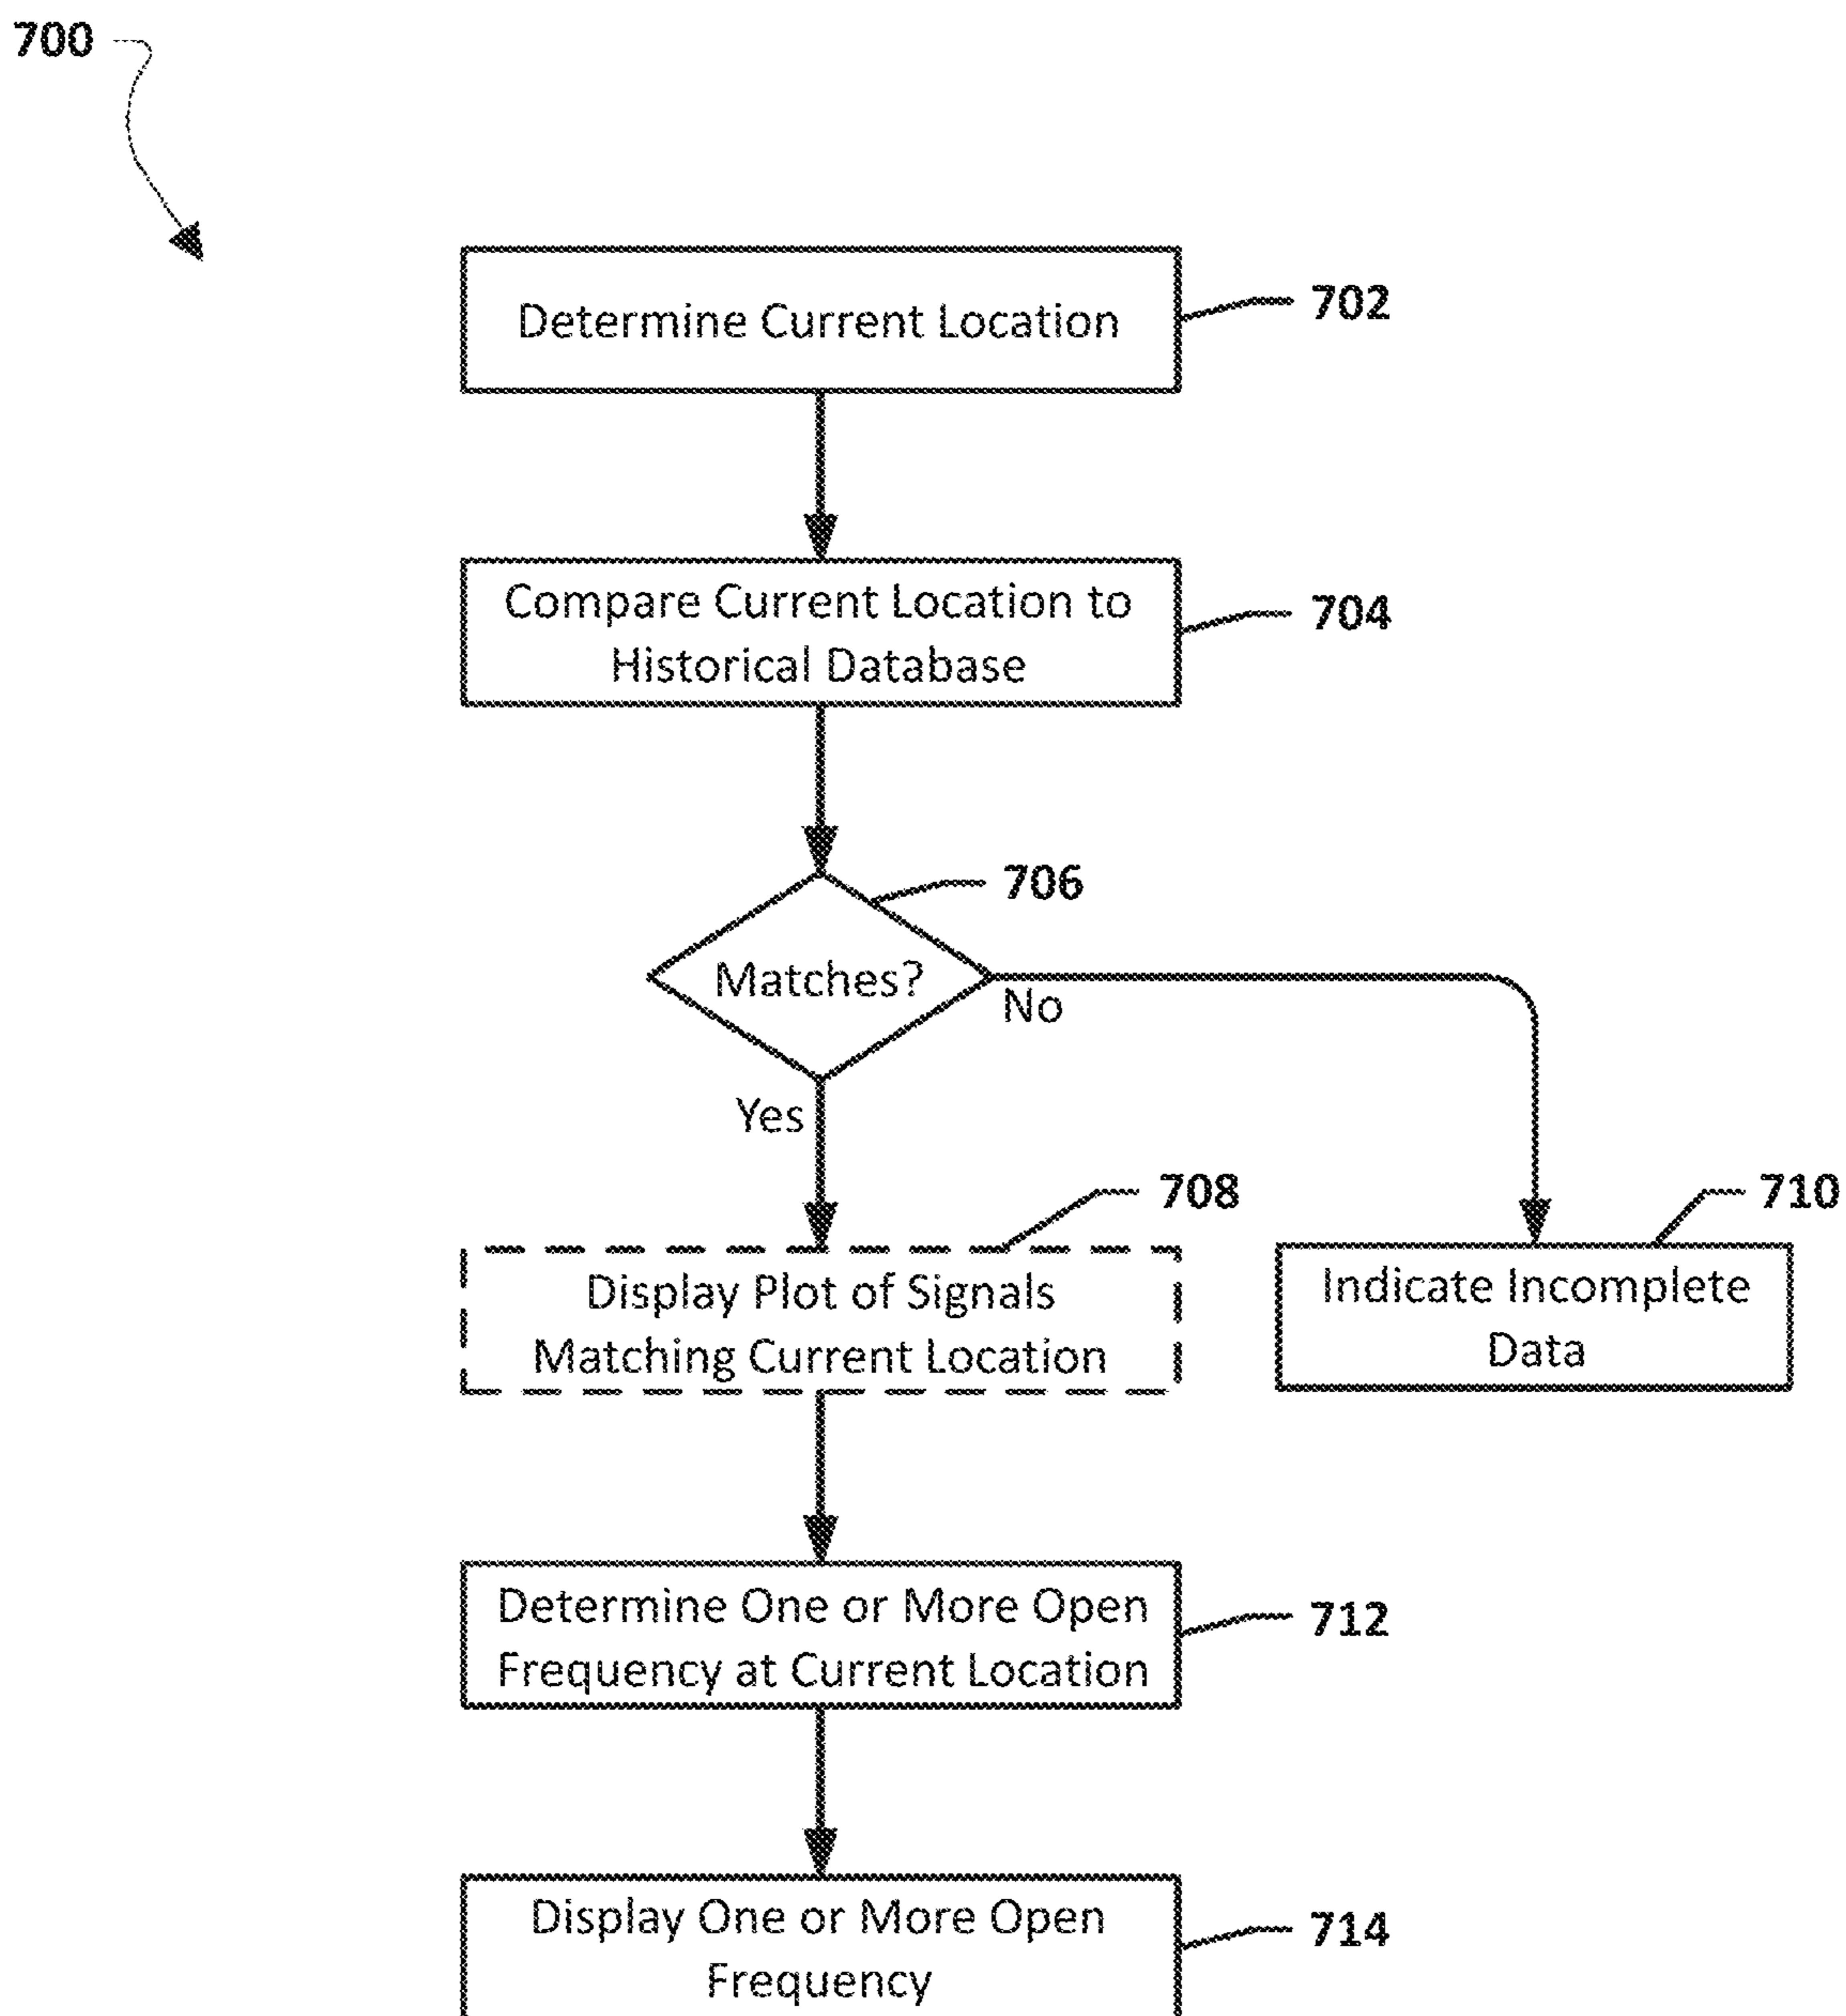 700
Determine Current Location
702
Compare Current Location to
Historical Database
704
706
Matches?
No
Yes
708
Display Plot of Signals
Matching Current Location
710
Indicate Incomplete
Data
Determine One or More Open
Frequency at Current Location
712
Display One or More Open
Frequency
714